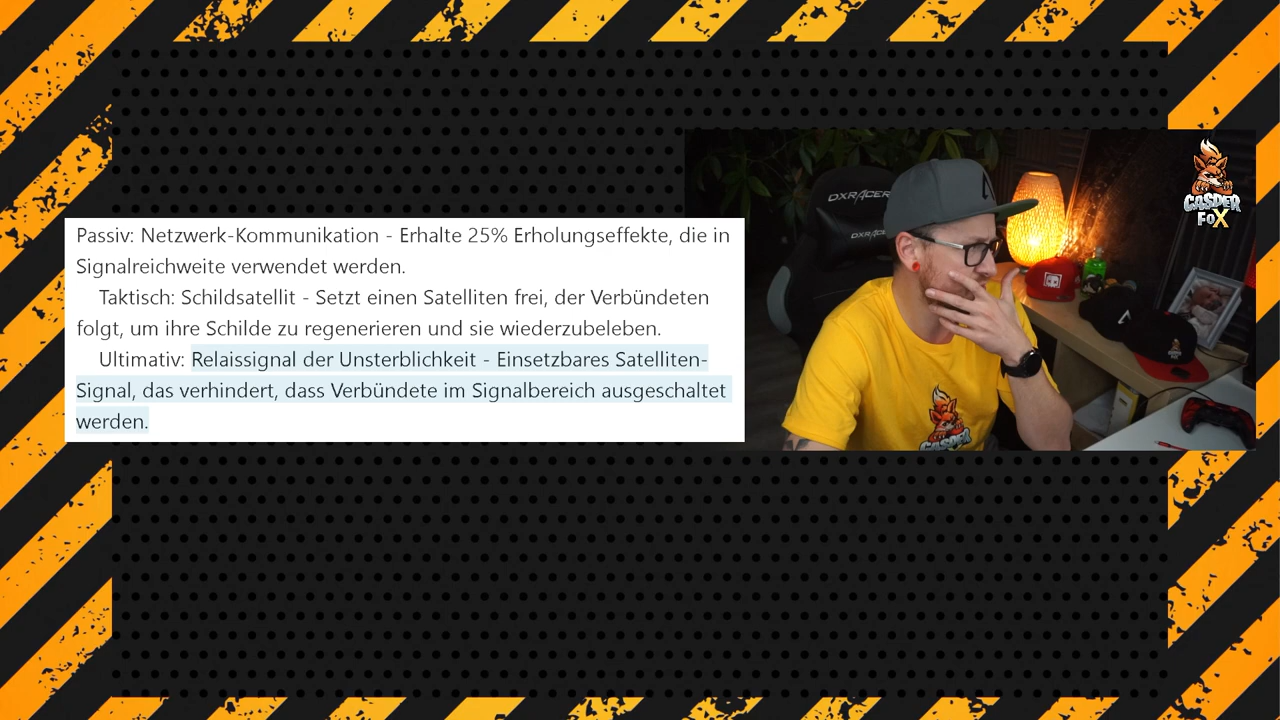 Passiv: Netzwerk-Kommunikation - Erhalte 25% Erholungseffekte, die in
Signalreichweite verwendet werden.
Taktisch: Schildsatellit - Setzt einen Satelliten frei, der Verbündeten
folgt, um ihre Schilde zu regenerieren und sie wiederzubeleben.
Ultimativ: Relaissignal der Unsterblichkeit - Einsetzbares Satelliten-
Signal, das verhindert, dass Verbündete im Signalbereich ausgeschaltet
werden.
DXRACER
DXRACE
CASPER
FOX
CASPER